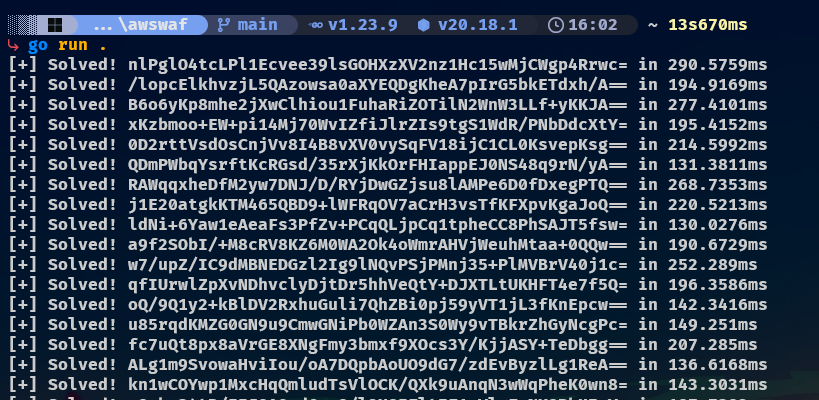 ...\awswaf main v1.23.9 v20.18.1 16:02 ~ 13s670ms
go run .
[+] Solved! nlPglO4tcLPl1Ecvee39lsGOHXzXV2nz1Hc15wMjCWgp4Rrwc= in 290.5759ms
[+] Solved! /lopcElkhvzjL5QAzowsa0aXYEQDgKheA7pIrG5bkETdxh/A== in 194.9169ms
[+] Solved! B6o6yKp8mhe2jXwClhiou1FuhaRiZOTilN2WnW3LLf+yKKJA== in 277.4101ms
[+] Solved! xKzbmoo+EW+pi14Mj70WvIZfiJlrZIs9tgS1WdR/PNbDdcXtY= in 195.4152ms
[+] Solved! 0D2rttVsdOsCnjVv8I4B8vXV0vySqFV18ijC1CL0KsvepKsg== in 214.5992ms
[+] Solved! QDmPWbqYsrftKcRGsd/35rXjKkOrFHIappEJ0NS48q9rN/yA== in 131.3811ms
[+] Solved! RAWqqxheDfM2yw7DNJ/D/RYjDwGZjsu8lAMPe6D0fDxegPTQ== in 268.7353ms
[+] Solved! j1E20atgkKTM465QBD9+lWFRqOV7aCrH3vsTfKFXpvKgaJoQ== in 220.5213ms
[+] Solved! ldNi+6Yaw1eAeaFs3PfZv+PCqQLjpCq1tpheCC8PhSAJT5fsw= in 130.0276ms
[+] Solved! a9f2SObI/+M8cRV8KZ6M0WA2Ok4oWmrAHVjWeuhMtaa+0QQw== in 190.6729ms
[+] Solved! w7/upZ/IC9dMBNEDGzl2Ig9lNQvPSjPMnj35+PlMVBrV40j1c= in 252.289ms
[+] Solved! qfIUrwlZpXvNDhvclyDjtDr5hhVeQtY+DJXTLtUKHFT4e7f5Q= in 196.3586ms
[+] Solved! oQ/9Q1y2+kBlDV2RxhuGuli7QhZBi0pj59yVT1jL3fKnEpcw== in 142.3416ms
[+] Solved! u85rqdKMZG0GN9u9CmwGNiPb0WZAn3S0Wy9vTBkrZhGyNcgPc= in 149.251ms
[+] Solved! fc7uQt8px8aVrGE8XNgFmy3bmxf9XOcs3Y/KjjASY+TeDbgg== in 207.285ms
[+] Solved! ALg1m9SvowaHviIou/oA7DQpbAoUO9dG7/zdEvByzlLg1ReA== in 136.6168ms
[+] Solved! kn1wCOYwp1MxcHqQmludTsVlOCK/QXk9uAnqN3wWqPheK0wn8= in 143.3031ms